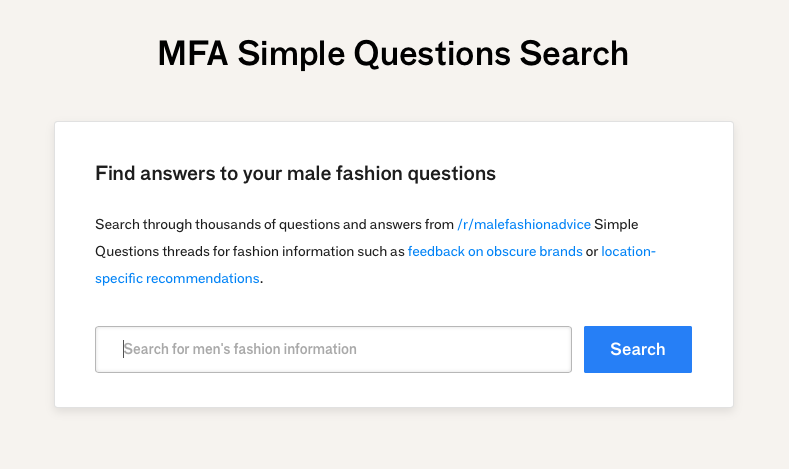 MFA Simple Questions Search
Find answers to your male fashion questions
Search through thousands of questions and answers from /r/malefashionadvice Simple
Questions threads for fashion information such as feedback on obscure brands or location-
specific recommendations.
Search for men's fashion information
Search